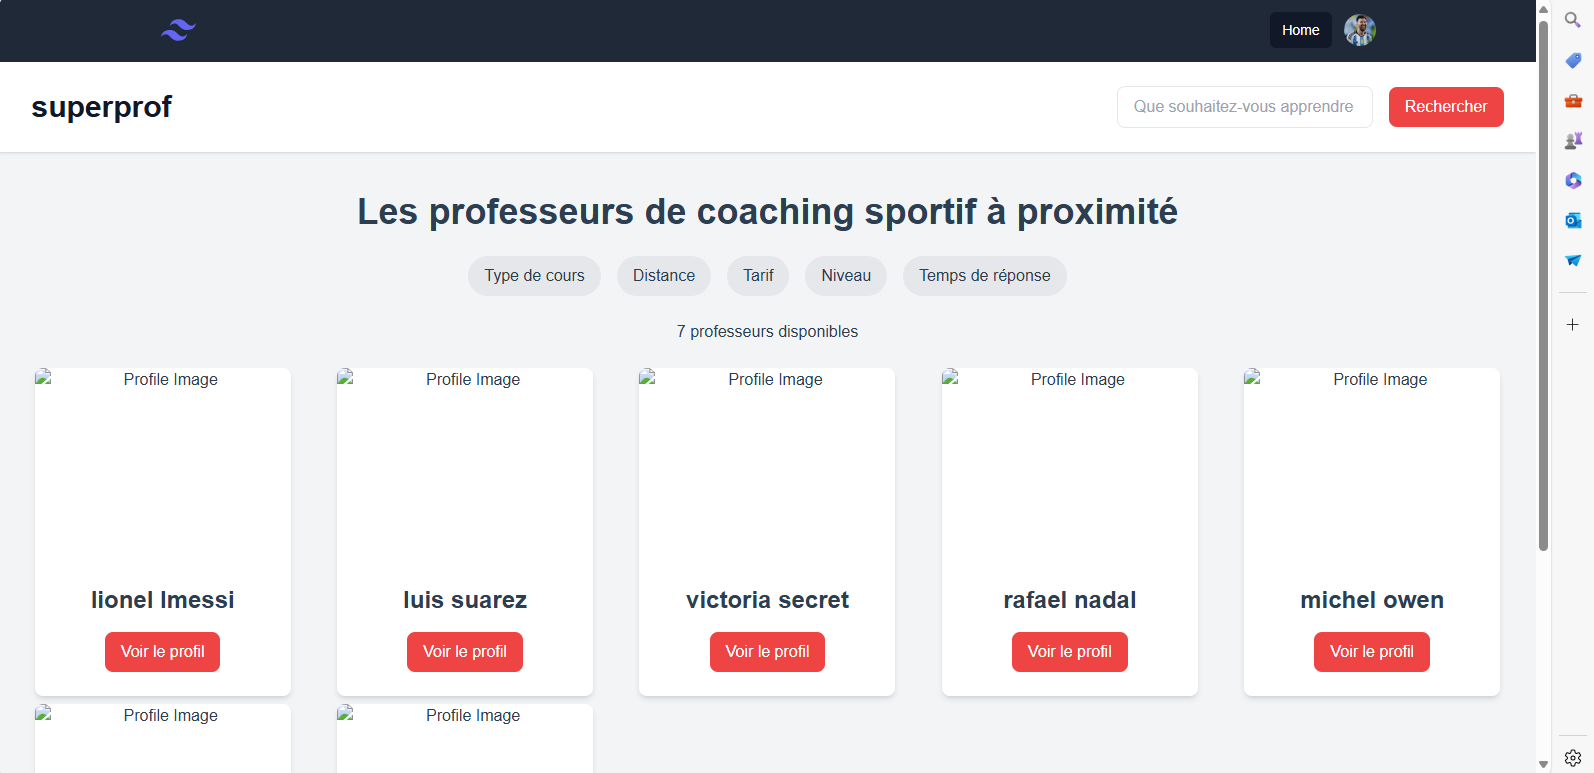 Home
superprof
Que souhaitez-vous apprendre
Rechercher
Les professeurs de coaching sportif à proximité
Type de cours
Distance
Tarif
Niveau
Temps de réponse
7 professeurs disponibles
Profile Image
Profile Image
Profile Image
Profile Image
Profile Image
lionel lmessi
luis suarez
victoria secret
rafael nadal
michel owen
Voir le profil
Voir le profil
Voir le profil
Voir le profil
Voir le profil
Profile Image
Profile Image